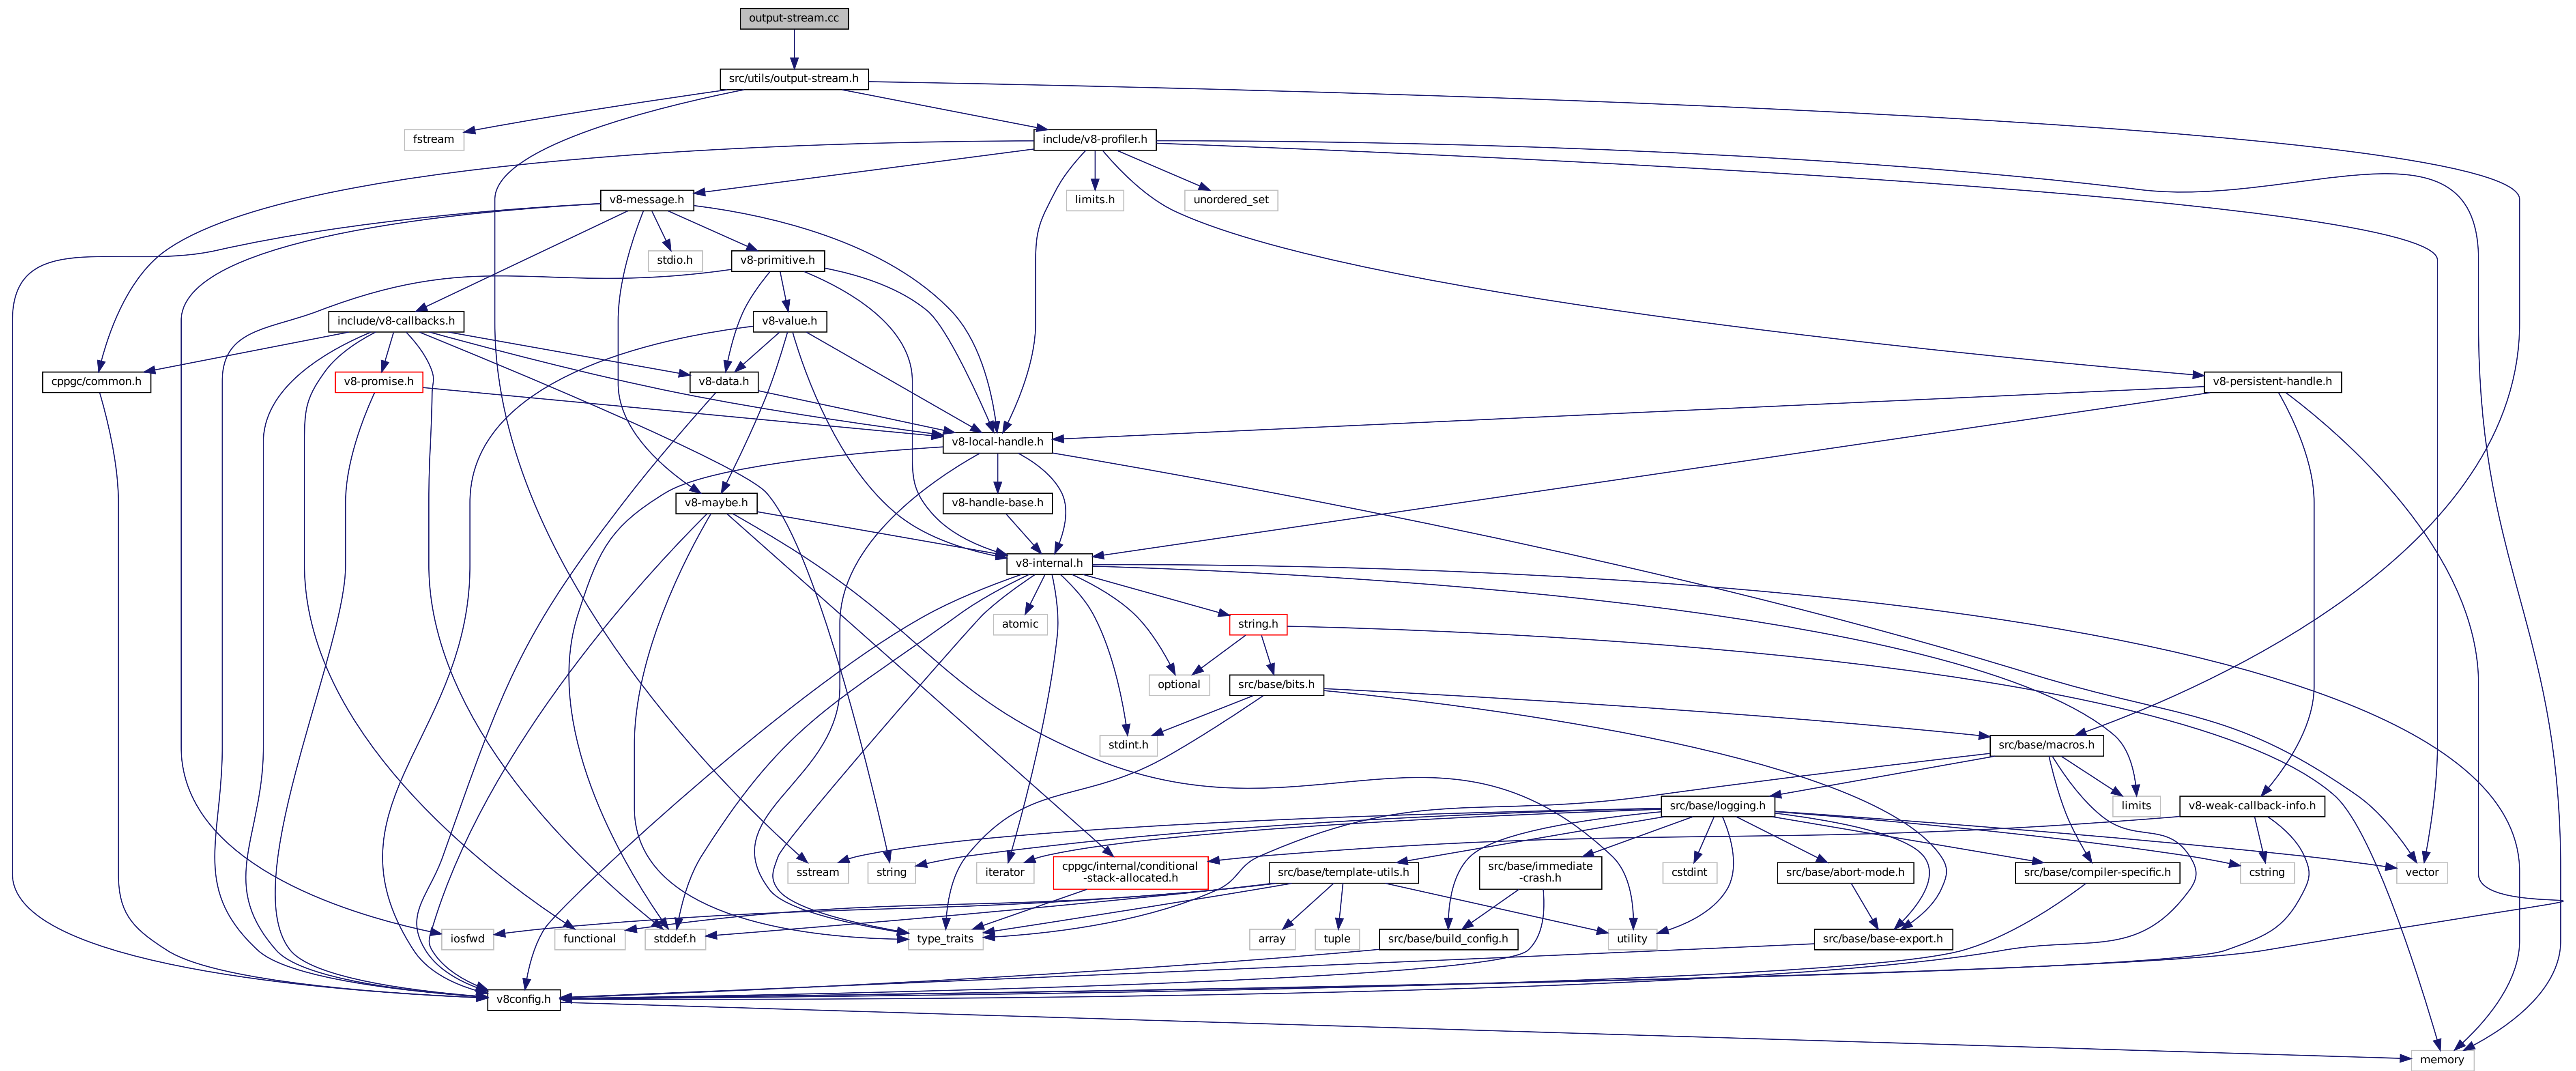 output-stream.cc
src/utils/output-stream.h
fstream
include/v8-profiler.h
v8-message.h
limits.h
unordered_set
stdio.h
v8-primitive.h
include/v8-callbacks.h
v8-value.h
cppgc/common.h
v8-promise.h
v8-data.h
v8-persistent-handle.h
v8-local-handle.h
v8-maybe.h
v8-handle-base.h
v8-internal.h
atomic
string.h
optional
src/base/bits.h
stdint.h
src/base/macros.h
src/base/logging.h
limits
v8-weak-callback-info.h
sstream
string
iterator
cppgc/internal/conditional
-stack-allocated.h
src/base/template-utils.h
src/base/immediate
-crash.h
cstdint
src/base/abort-mode.h
src/base/compiler-specific.h
cstring
vector
iosfwd
functional
stddef.h
type_traits
array
tuple
src/base/build_config.h
utility
src/base/base-export.h
v8config.h
memory